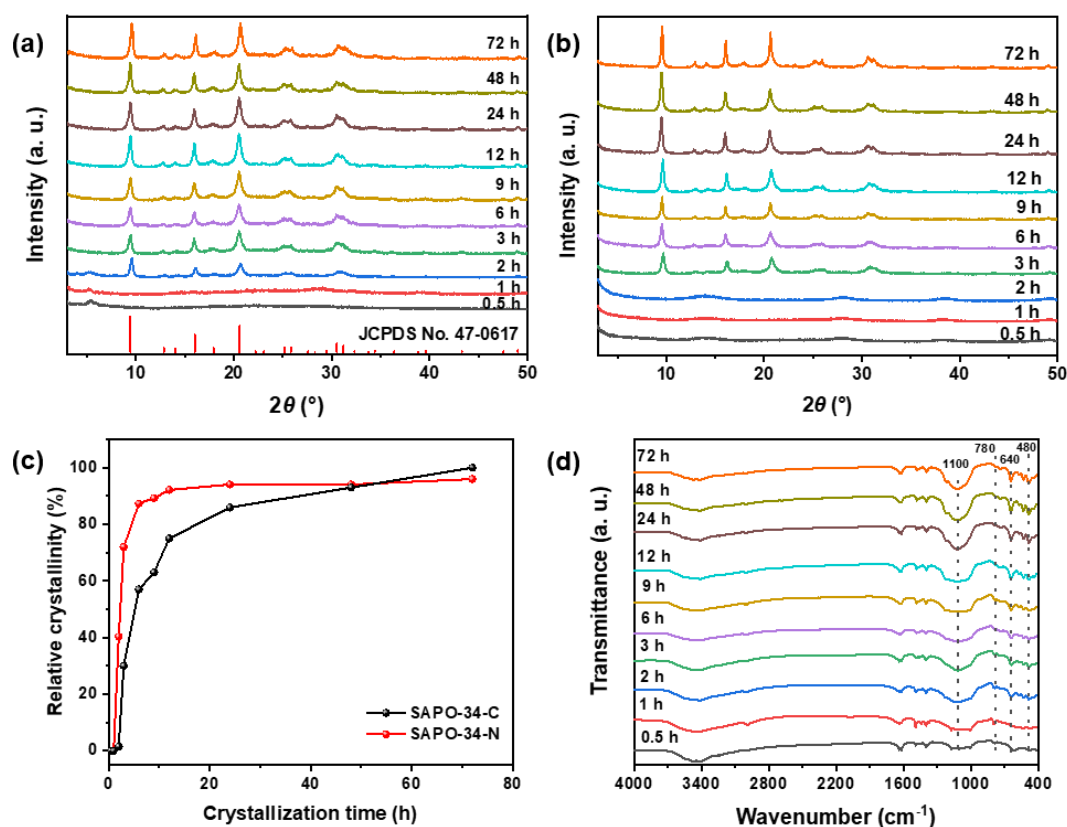 (a)
72 h
48 h
24 h
12 h
9 h
6 h
3 h
2 h
1 h
0.5 h
JCPDS No. 47-0617
Intensity (a. u.)
10 20 30 40 50
2θ (°)
(b)
72 h
48 h
24 h
12 h
9 h
6 h
3 h
2 h
1 h
0.5 h
Intensity (a. u.)
10 20 30 40 50
2θ (°)
(c)
100
80
60
40
20
0
Relative crystallinity (%)
SAPO-34-C
SAPO-34-N
0 20 40 60 80
Crystallization time (h)
(d)
780 480
1100 640
72 h
48 h
24 h
12 h
9 h
6 h
3 h
2 h
1 h
0.5 h
Transmittance (a. u.)
4000 3400 2800 2200 1600 1000 400
Wavenumber (cm⁻¹)